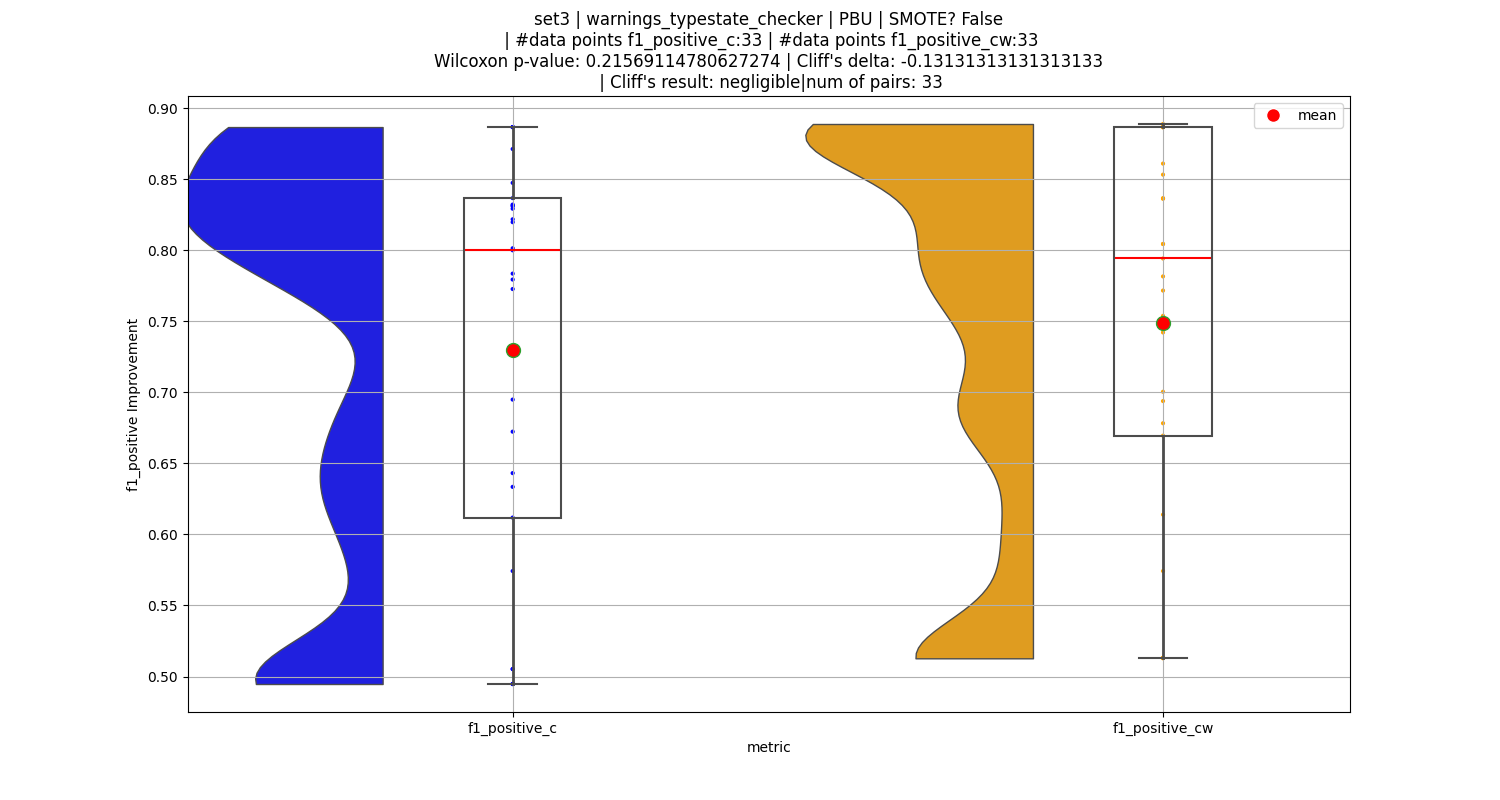 set3 | warnings_typestate_checker | PBU | SMOTE? False
| #data points f1_positive_c:33 | #data points f1_positive_cw:33
Wilcoxon p-value: 0.21569114780627274 | Cliff's delta: -0.13131313131313133
| Cliff's result: negligible|num of pairs: 33
mean
0.90
0.85
0.80
0.75
0.70
0.65
0.60
0.55
0.50
f1_positive Improvement
f1_positive_c
f1_positive_cw
metric